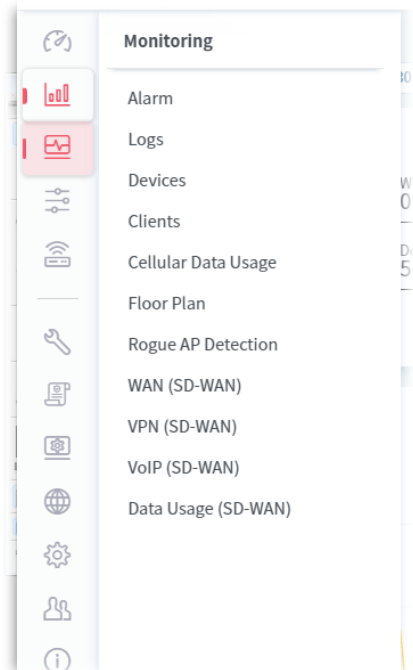 Monitoring
Alarm
Logs
Devices
Clients
Cellular Data Usage
Floor Plan
Rogue AP Detection
WAN (SD-WAN)
VPN (SD-WAN)
VoIP (SD-WAN)
Data Usage (SD-WAN)